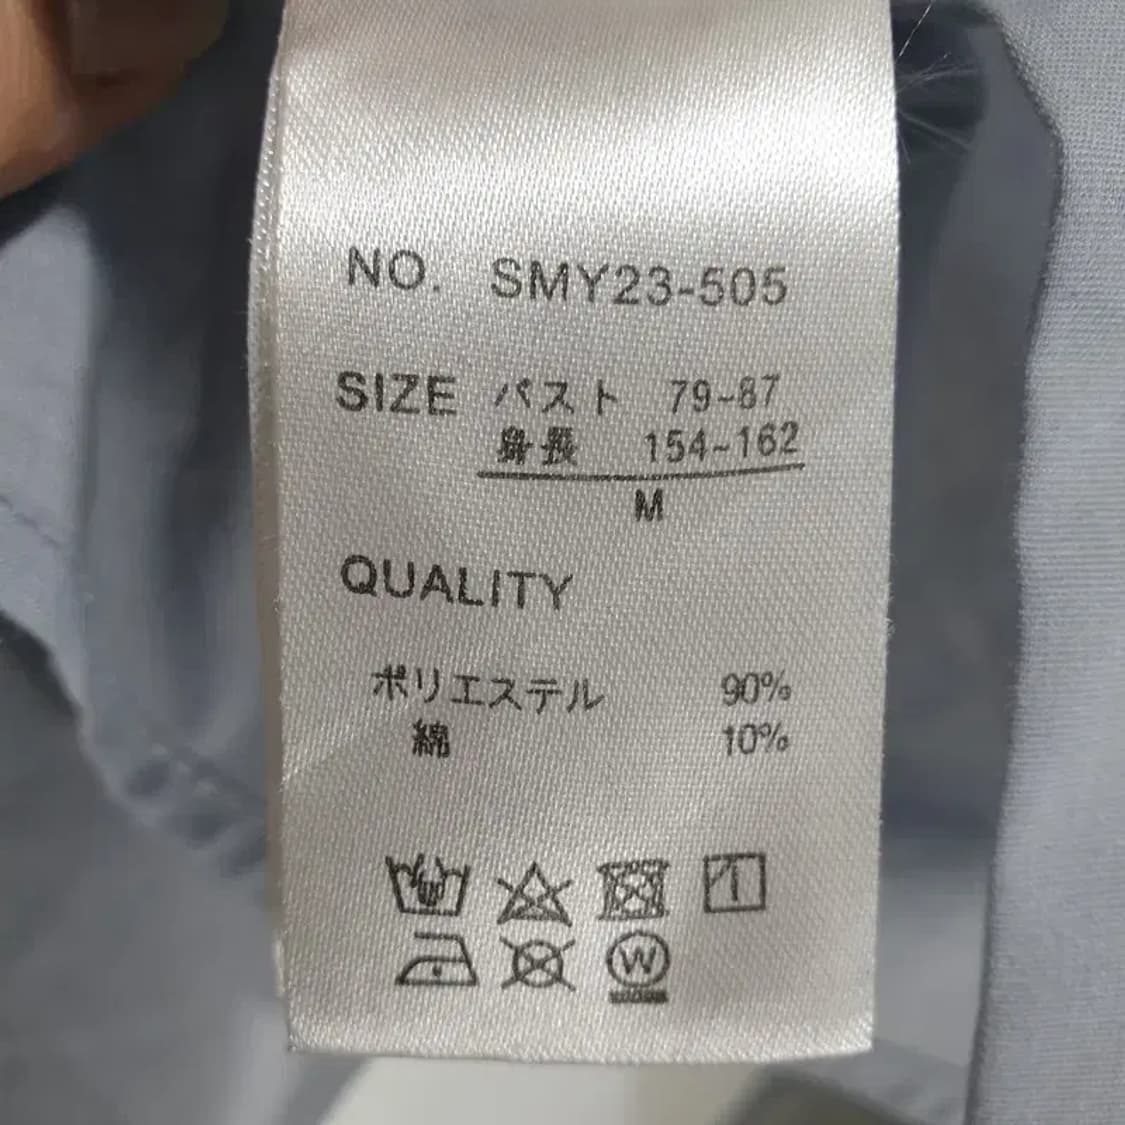 NO. SMY23-505
SIZE バスト 79~87
身長 154~162
M
QUALITY
ポリエステル 90%
綿 10%
W